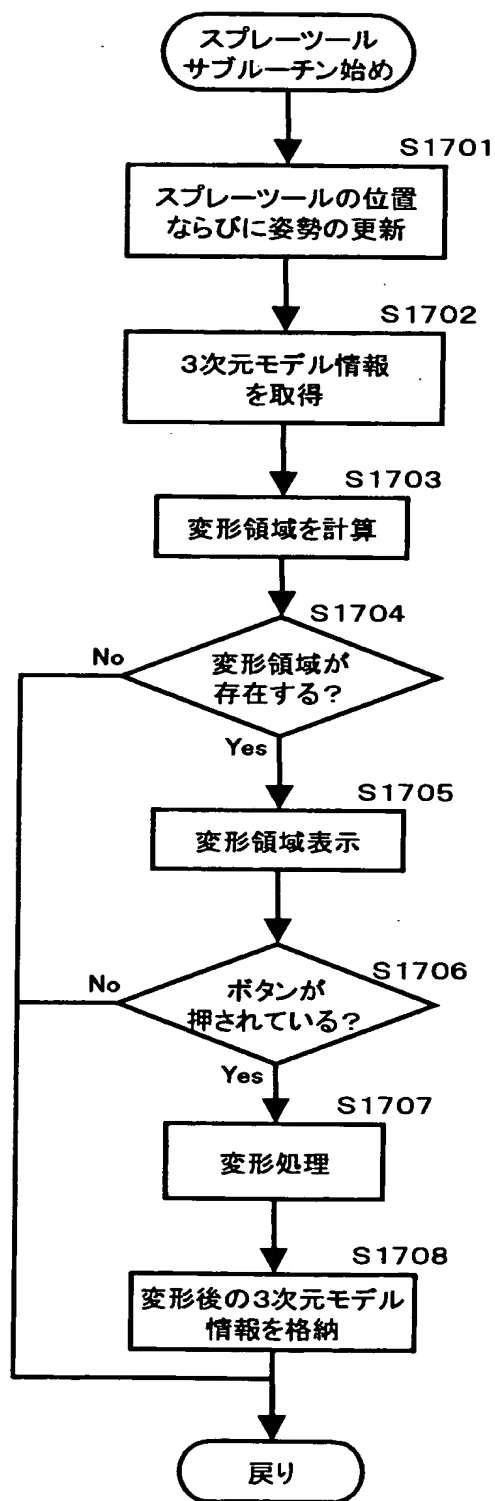 スプレーツール
サブルーチン始め
S1701
スプレーツールの位置
ならびに姿勢の更新
S1702
3次元モデル情報
を取得
S1703
変形領域を計算
S1704
No
変形領域が
存在する?
Yes
S1705
変形領域表示
S1706
No
ボタンが
押されている?
Yes
S1707
変形処理
S1708
変形後の3次元モデル
情報を格納
戻り